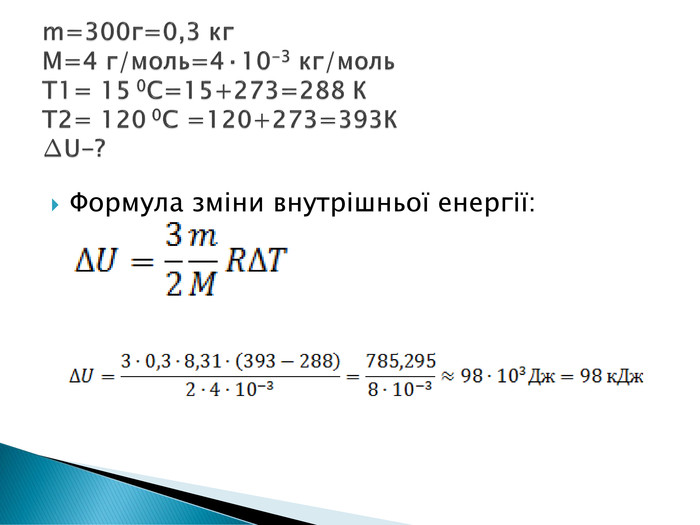 m=300г=0,3 кг
M=4 г/моль=4·10⁻³ кг/моль
T1= 15 ⁰C=15+273=288 K
T2= 120 ⁰C =120+273=393K
ΔU-?
Формула зміни внутрішньої енергії:
ΔU = 3/2 m/M RΔT
ΔU = (3·0,3·8,31·(393−288))/(2·4·10⁻³) = 785,295/(8·10⁻³) ≈ 98·10³ Дж = 98 кДж